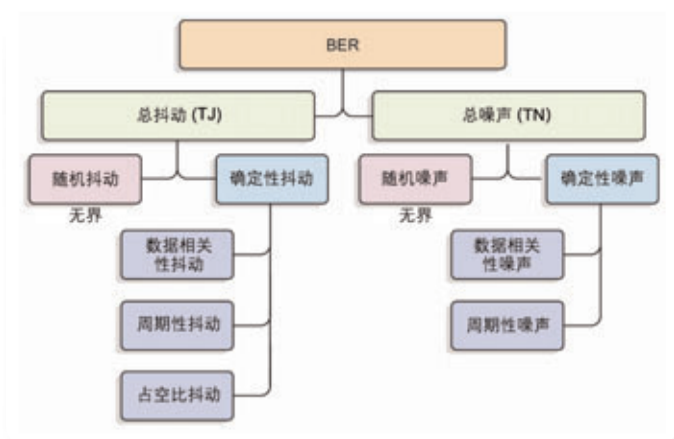 BER
总抖动 (TJ)
总噪声 (TN)
随机抖动
确定性抖动
随机噪声
确定性噪声
无界
无界
数据相关
性抖动
数据相关
性噪声
周期性抖动
周期性噪声
占空比抖动